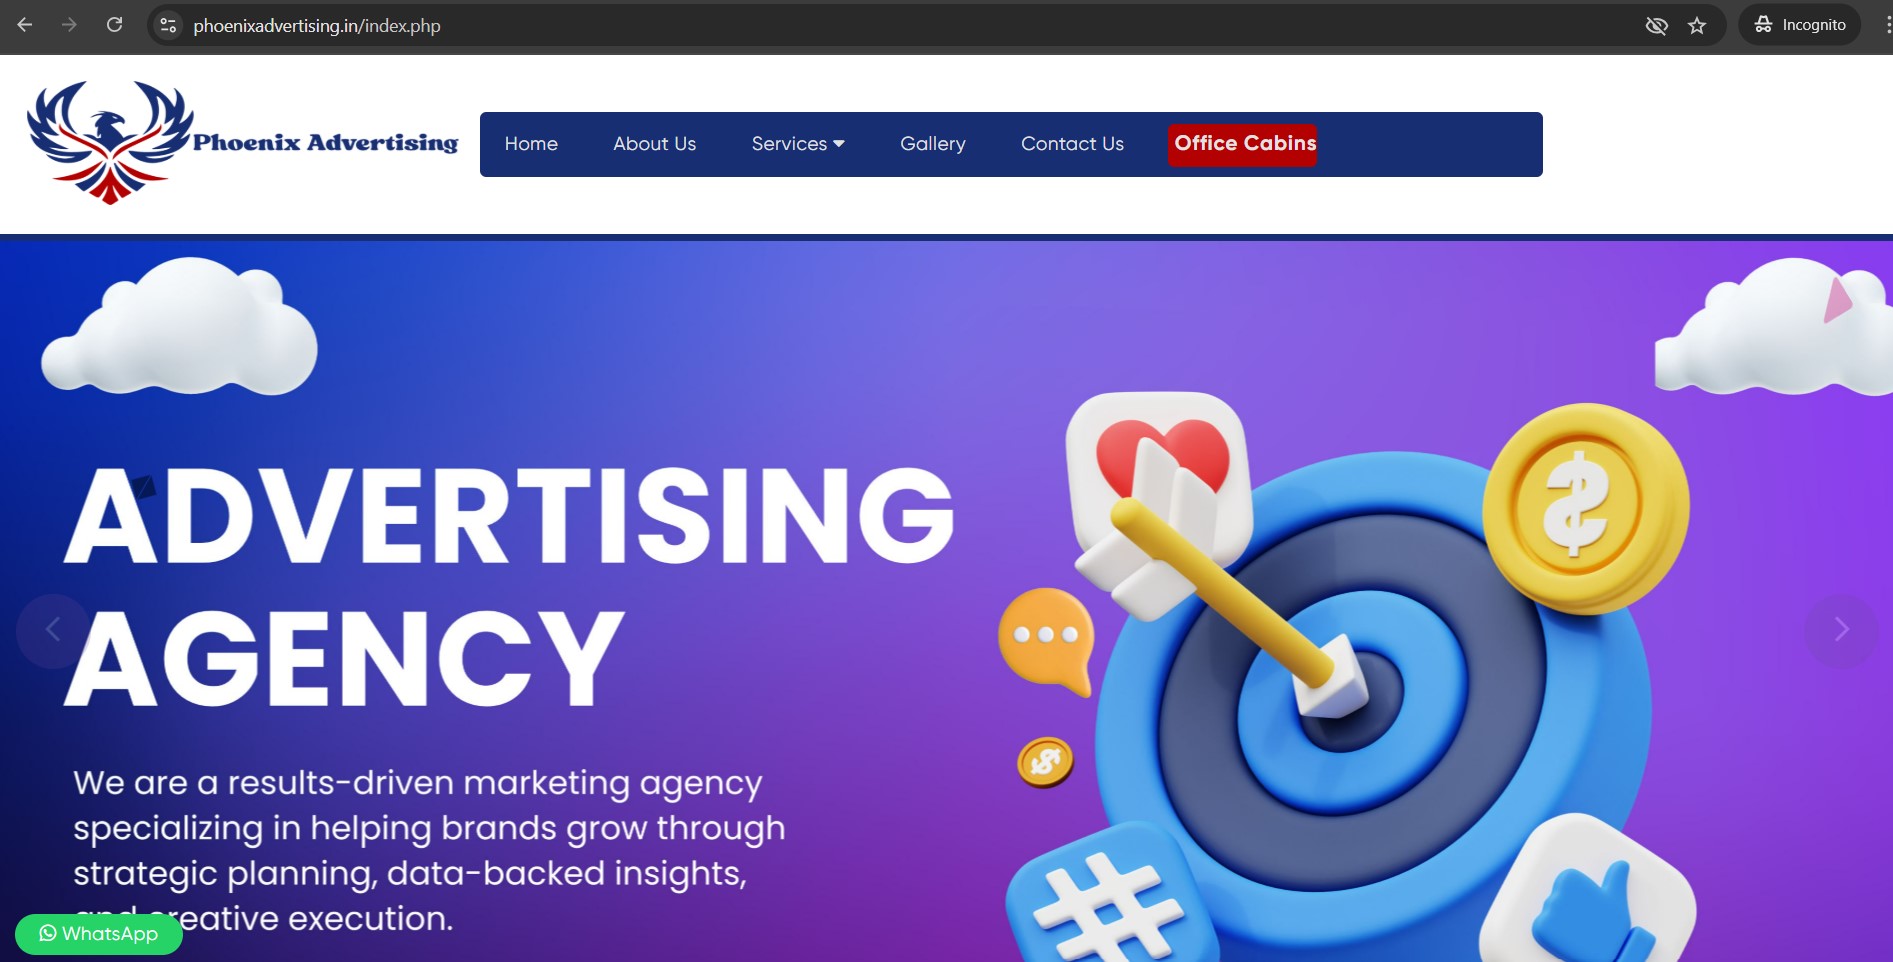 phoenixadvertising.in/index.php
Incognito
Phoenix Advertising
Home About Us Services Gallery Contact Us Office Cabins
ADVERTISING
AGENCY
We are a results-driven marketing agency
specializing in helping brands grow through
strategic planning, data-backed insights,
and creative execution.
WhatsApp